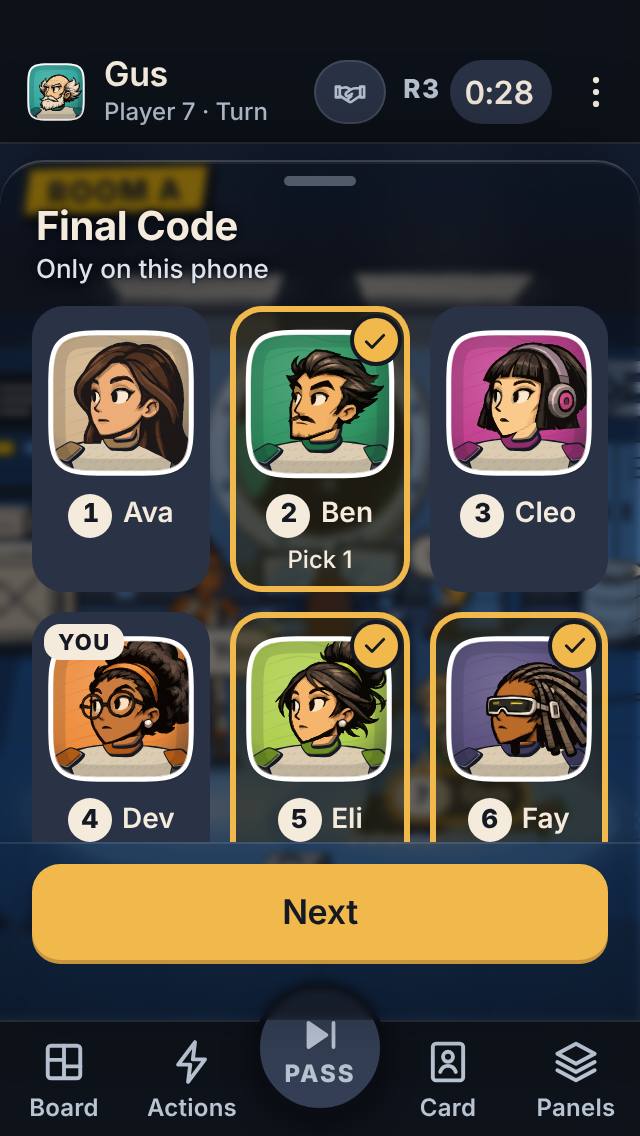 Gus
Player 7 · Turn
R3
0:28
ROOM A
Final Code
Only on this phone
1 Ava
2 Ben
Pick 1
3 Cleo
YOU
4 Dev
5 Eli
6 Fay
Next
Board
Actions
PASS
Card
Panels